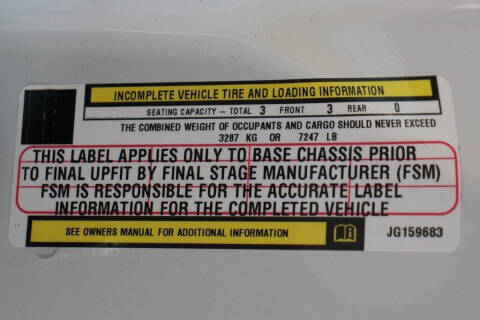 INCOMPLETE VEHICLE TIRE AND LOADING INFORMATION
SEATING CAPACITY - TOTAL 3 FRONT 3 REAR 0
THE COMBINED WEIGHT OF OCCUPANTS AND CARGO SHOULD NEVER EXCEED
3287 KG OR 7247 LB
THIS LABEL APPLIES ONLY TO BASE CHASSIS PRIOR
TO FINAL UPFIT BY FINAL STAGE MANUFACTURER (FSM)
FSM IS RESPONSIBLE FOR THE ACCURATE LABEL
INFORMATION FOR THE COMPLETED VEHICLE
SEE OWNERS MANUAL FOR ADDITIONAL INFORMATION
JG159683